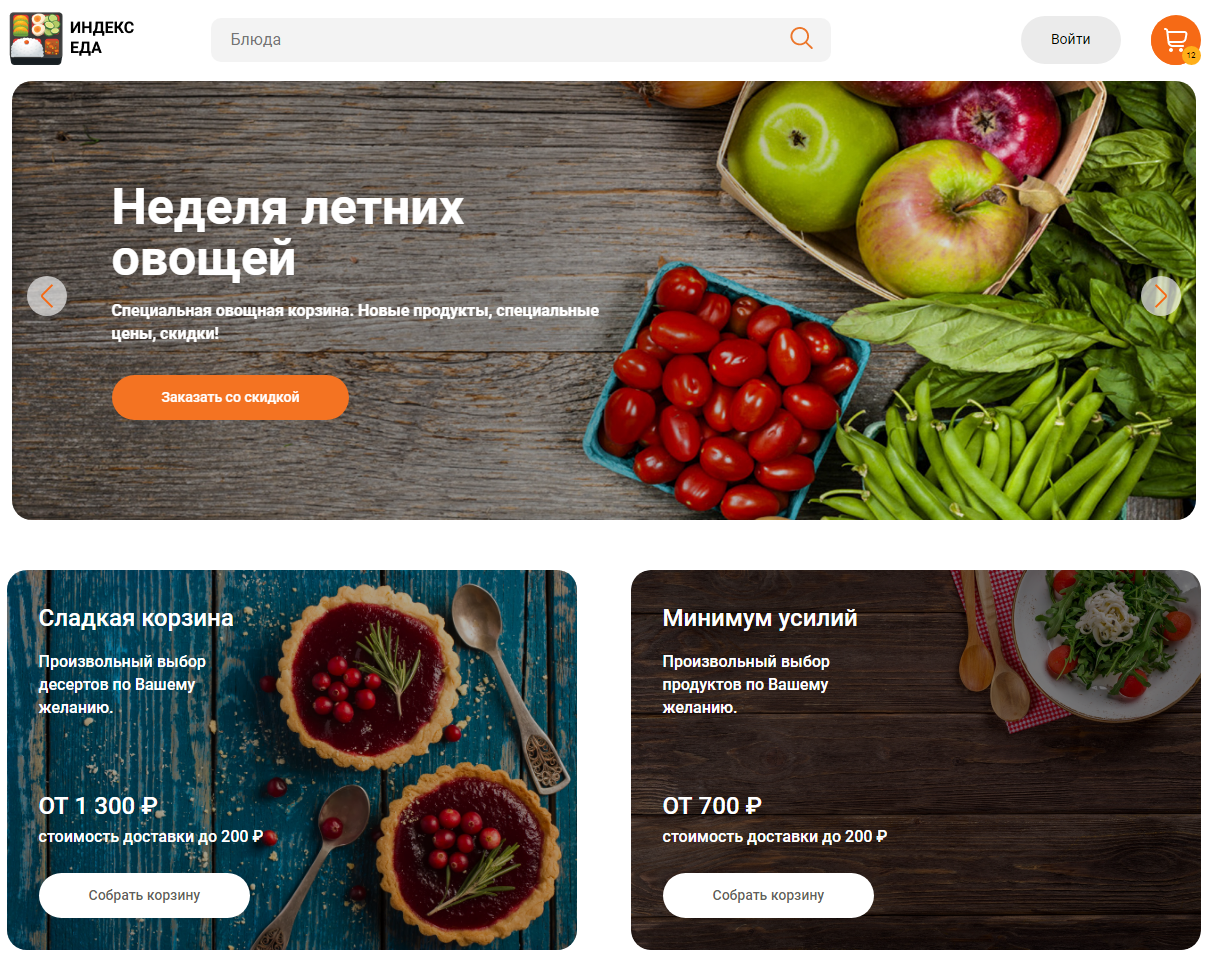 ИНДЕКС
ЕДА
Блюда
Войти
12
Неделя летних
овощей
Специальная овощная корзина. Новые продукты, специальные
цены, скидки!
Заказать со скидкой
Сладкая корзина
Произвольный выбор
десертов по Вашему
желанию.
ОТ 1 300 ₽
стоимость доставки до 200 ₽
Собрать корзину
Минимум усилий
Произвольный выбор
продуктов по Вашему
желанию.
ОТ 700 ₽
стоимость доставки до 200 ₽
Собрать корзину